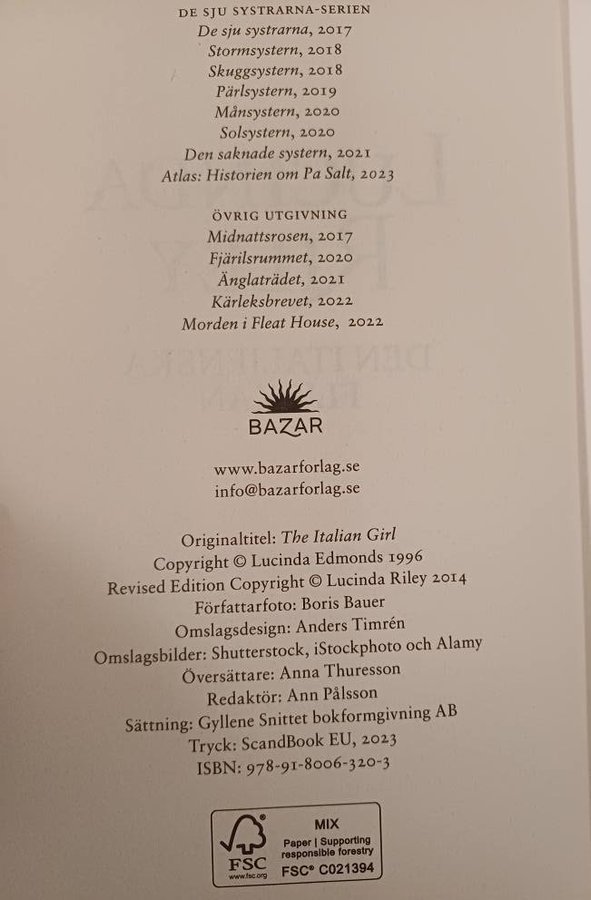 DE SJU SYSTRARNA-SERIEN
De sju systrarna, 2017
Stormsystern, 2018
Skuggsystern, 2018
Pärlsystern, 2019
Månsystern, 2020
Solsystern, 2020
Den saknade systern, 2021
Atlas: Historien om Pa Salt, 2023
ÖVRIG UTGIVNING
Midnattsrosen, 2017
Fjärilsrummet, 2020
Änglaträdet, 2021
Kärleksbrevet, 2022
Morden i Fleat House, 2022
BAZAR
www.bazarforlag.se
info@bazarforlag.se
Originaltitel: The Italian Girl
Copyright © Lucinda Edmonds 1996
Revised Edition Copyright © Lucinda Riley 2014
Författarfoto: Boris Bauer
Omslagsdesign: Anders Timrén
Omslagsbilder: Shutterstock, iStockphoto och Alamy
Översättare: Anna Thuresson
Redaktör: Ann Pålsson
Sättning: Gyllene Snittet bokformgivning AB
Tryck: ScandBook EU, 2023
ISBN: 978-91-8006-320-3
FSC
www.fsc.org
MIX
Paper | Supporting
responsible forestry
FSC® C021394